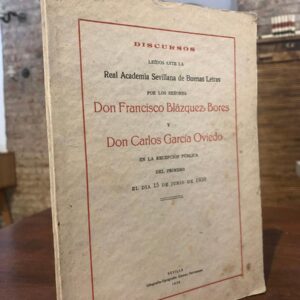 DISCURSOS
LEÍDOS ANTE LA
Real Academia Sevillana de Buenas Letras
POR LOS SEÑORES
Don Francisco Blázquez Bores
Y
Don Carlos García Oviedo
EN LA RECEPCIÓN PÚBLICA
DEL PRIMERO
EL DÍA 15 DE JUNIO DE
SEVILLA